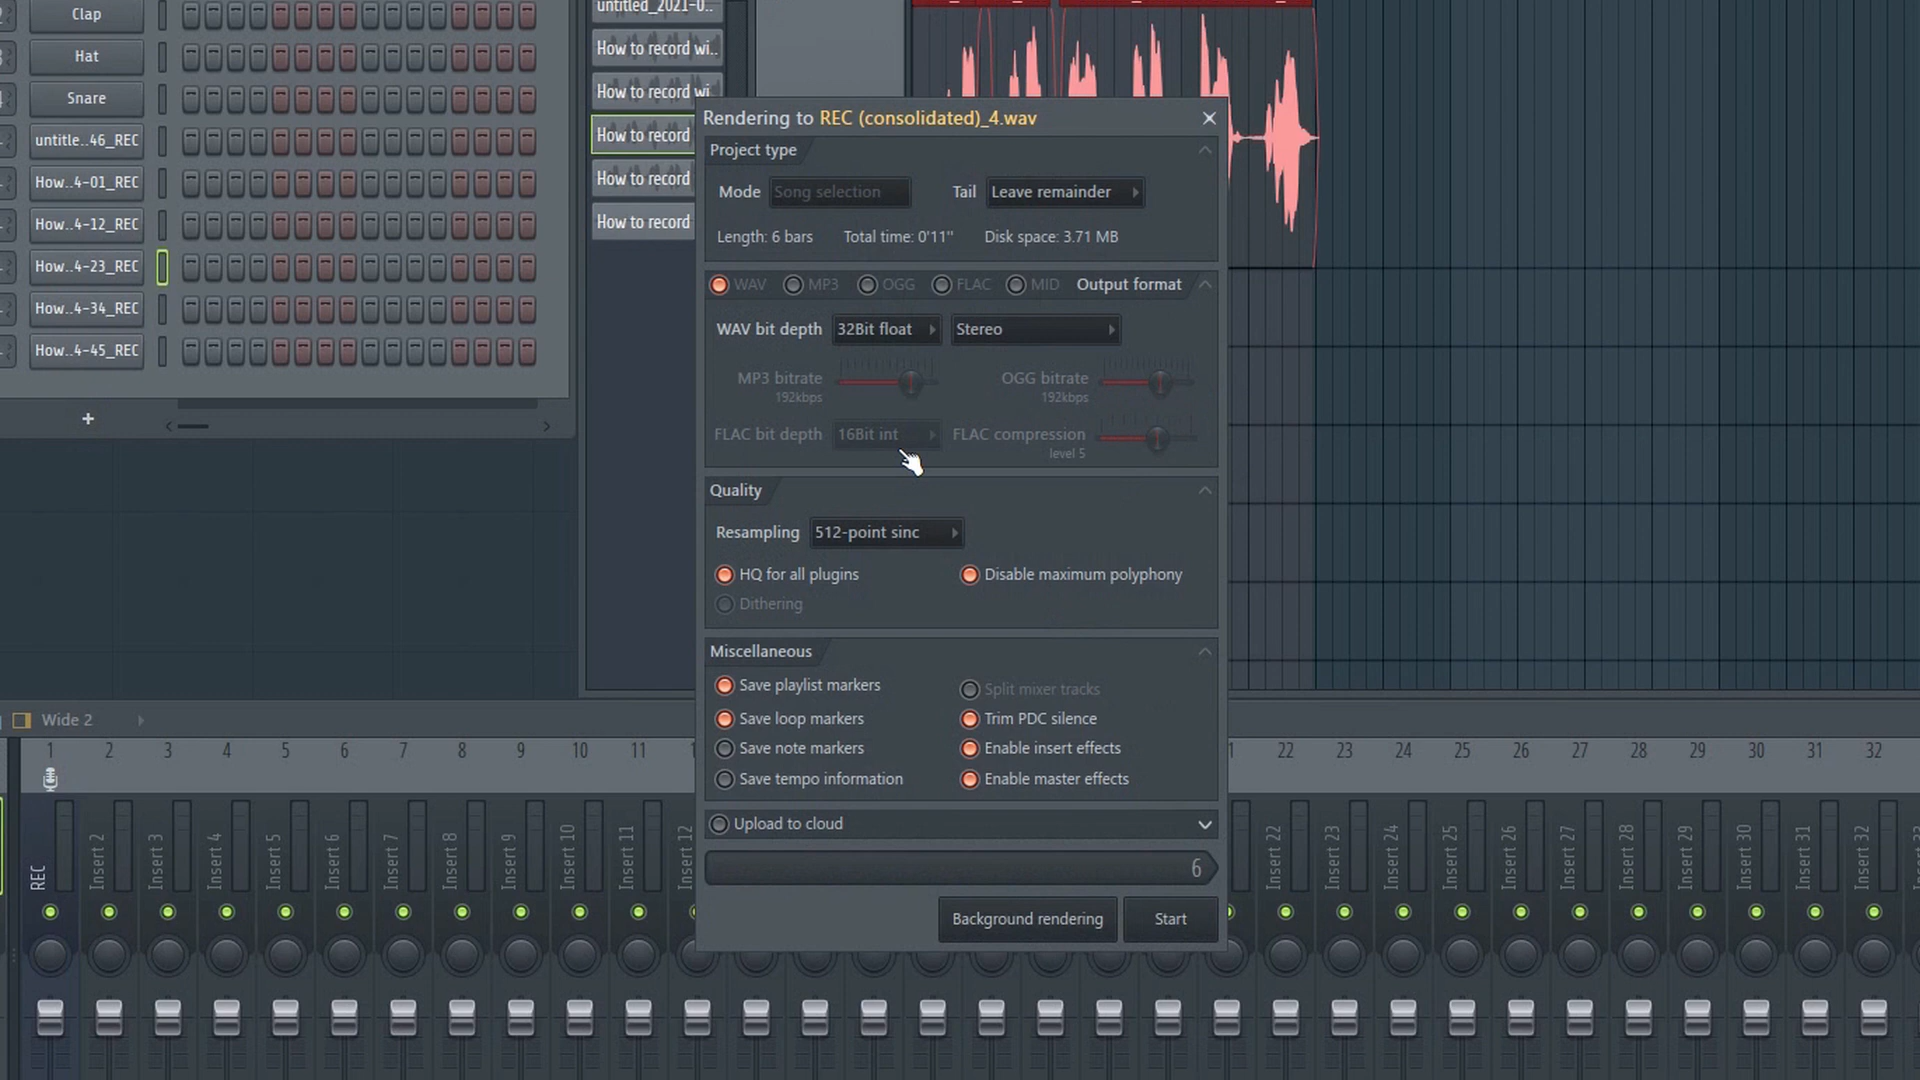 Clap
Hat
Snare
untitle..46_REC
How..4-01_REC
How..4-12_REC
How..4-23_REC
How..4-34_REC
How..4-45_REC
+
untitled_2021-0..
How to record wi..
How to record wi
How to record
How to record
How to record
Rendering to REC (consolidated)_4.wav
Project type
Mode Song selection Tail Leave remainder
Length: 6 bars Total time: 0'11" Disk space: 3.71 MB
WAV MP3 OGG FLAC MID Output format
WAV bit depth 32Bit float Stereo
MP3 bitrate OGG bitrate
192kbps 192kbps
FLAC bit depth 16Bit int FLAC compression
level 5
Quality
Resampling 512-point sinc
HQ for all plugins Disable maximum polyphony
Dithering
Miscellaneous
Save playlist markers Split mixer tracks
Save loop markers Trim PDC silence
Save note markers Enable insert effects
Save tempo information Enable master effects
Upload to cloud
6
Background rendering Start
Wide 2
1 2 3 4 5 6 7 8 9 10 11 22 23 24 25 26 27 28 29 30 31 32
REC
Insert 2
Insert 3
Insert 4
Insert 5
Insert 6
Insert 7
Insert 8
Insert 9
Insert 10
Insert 11
Insert 22
Insert 23
Insert 24
Insert 25
Insert 26
Insert 27
Insert 28
Insert 29
Insert 30
Insert 31
Insert 32